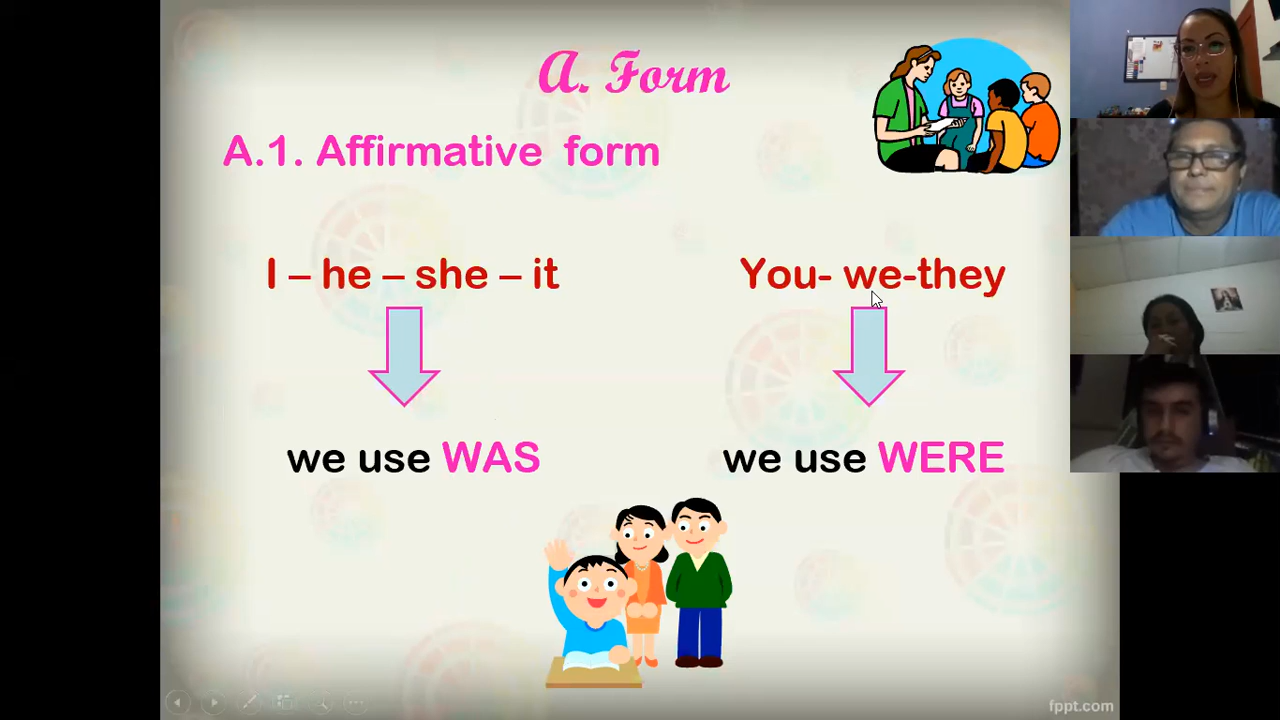 A. Form
A.1. Affirmative form
I – he – she – it
You- we-they
we use WAS
we use WERE
fppt.com